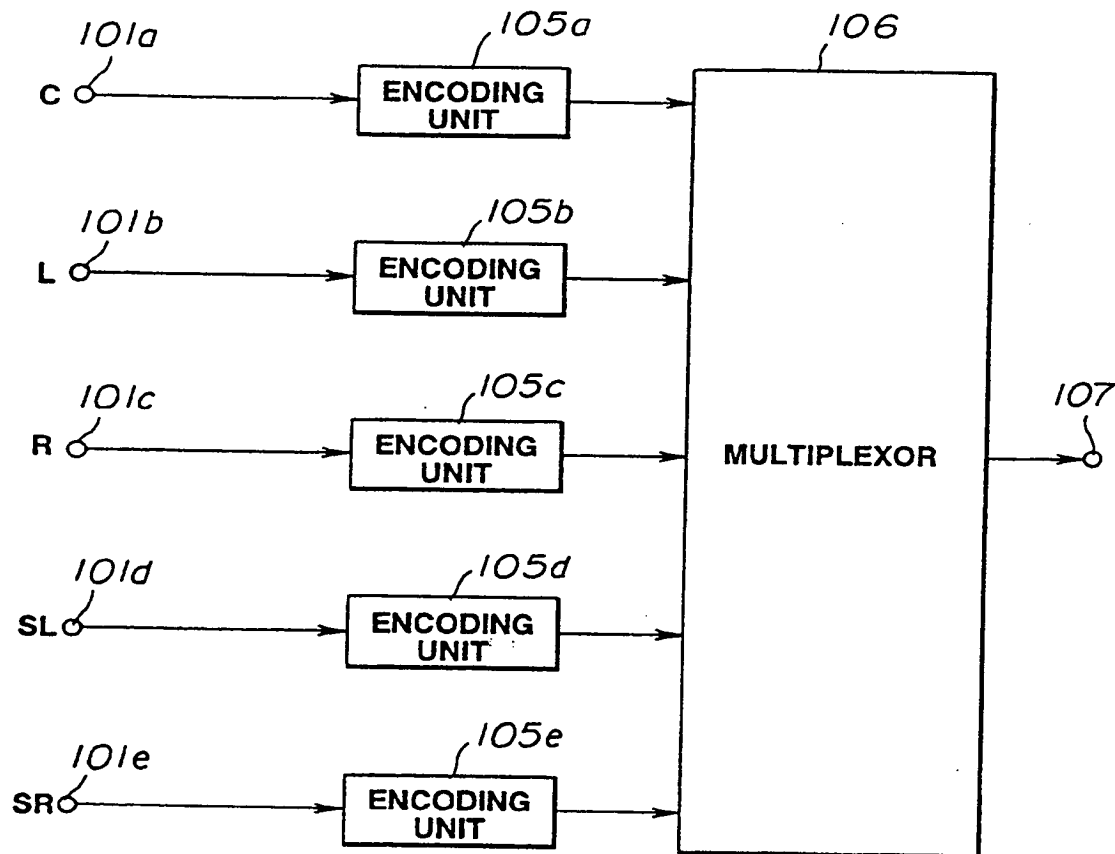 101a
105a
106
C
ENCODING
UNIT
101b
105b
L
ENCODING
UNIT
101c
105c
107
R
ENCODING
UNIT
MULTIPLEXOR
101d
105d
SL
ENCODING
UNIT
101e
105e
SR
ENCODING
UNIT